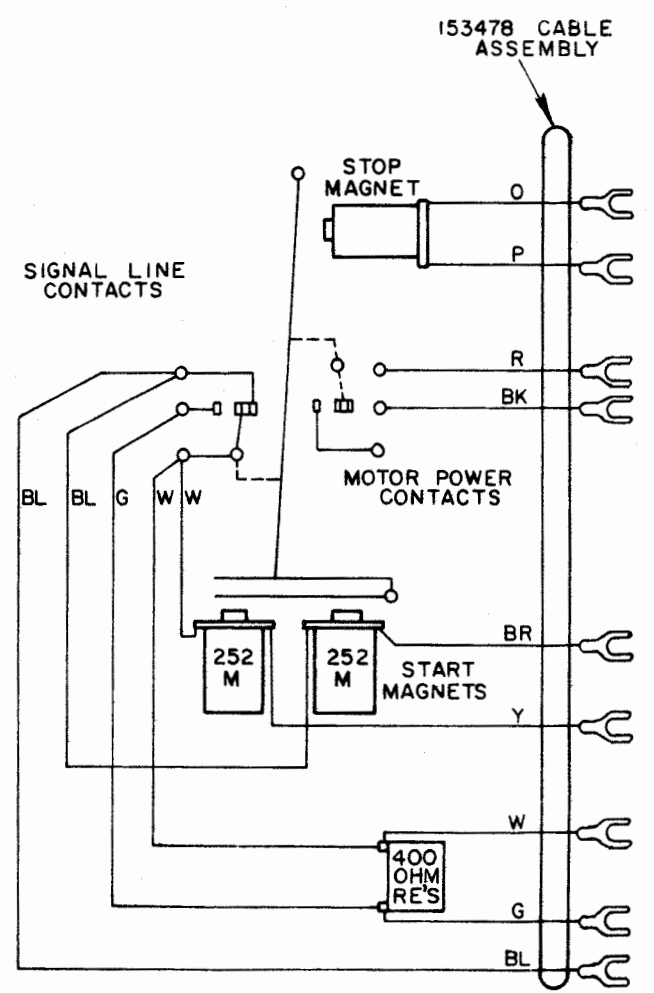 153478 CABLE
ASSEMBLY
STOP
MAGNET
O
P
SIGNAL LINE
CONTACTS
R
BK
MOTOR POWER
CONTACTS
BL
BL
G
W
W
BR
252
M
252
M
START
MAGNETS
Y
W
400
OHM
RE'S
G
BL